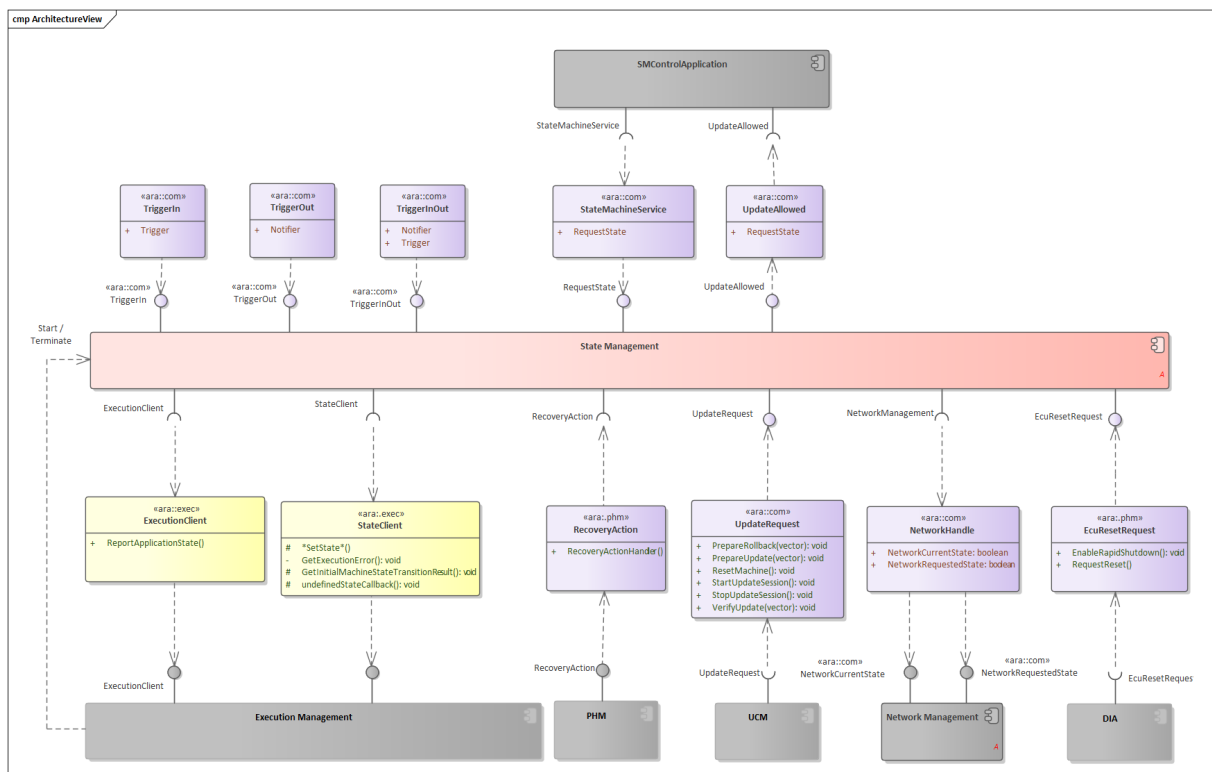 cmp ArchitectureView
SMControlApplication
StateMachineService
UpdateAllowed
«ara::com»
TriggerIn
+ Trigger
«ara::com»
TriggerOut
+ Notifier
«ara::com»
TriggerInOut
+ Notifier
+ Trigger
«ara::com»
StateMachineService
+ RequestState
«ara::com»
UpdateAllowed
+ RequestState
«ara::com»
TriggerIn
«ara::com»
TriggerOut
«ara::com»
TriggerInOut
RequestState
UpdateAllowed
Start /
Terminate
State Management
A
ExecutionClient
StateClient
RecoveryAction
UpdateRequest
NetworkManagement
EcuResetRequest
«ara::exec»
ExecutionClient
+ ReportApplicationState()
«ara::exec»
StateClient
# *SetState*()
- GetExecutionError(): void
# GetInitialMachineStateTransitionResult(): void
# undefinedStateCallback(): void
«ara::phm»
RecoveryAction
+ RecoveryActionHandler()
«ara::com»
UpdateRequest
+ PrepareRollback(vector): void
+ PrepareUpdate(vector): void
+ ResetMachine(): void
+ StartUpdateSession(): void
+ StopUpdateSession(): void
+ VerifyUpdate(vector): void
«ara::com»
NetworkHandle
+ NetworkCurrentState: boolean
+ NetworkRequestedState: boolean
«ara::phm»
EcuResetRequest
+ EnableRapidShutdown(): void
+ RequestReset()
ExecutionClient
RecoveryAction
UpdateRequest
«ara::com»
NetworkCurrentState
«ara::com»
NetworkRequestedState
EcuResetReques
Execution Management
PHM
UCM
Network Management
A
DIA